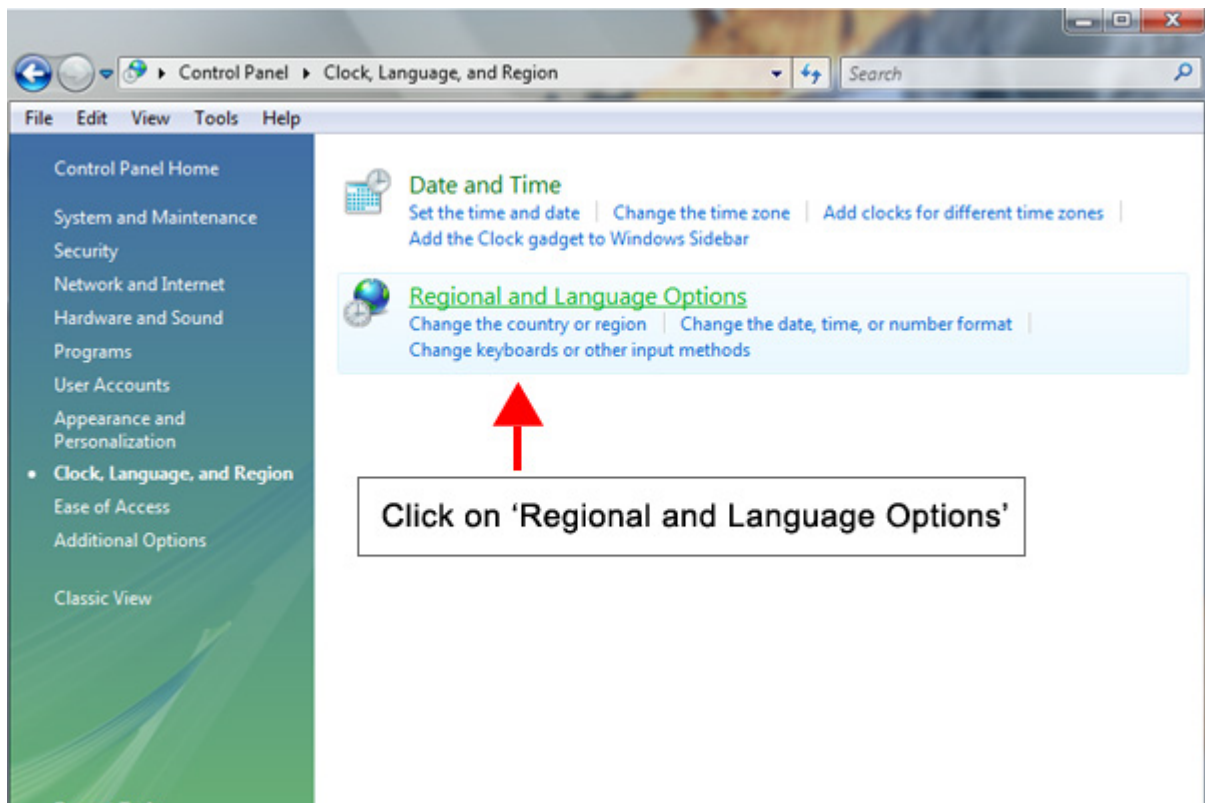 Control Panel Clock, Language, and Region
Search
File Edit View Tools Help
Control Panel Home
System and Maintenance
Security
Network and Internet
Hardware and Sound
Programs
User Accounts
Appearance and
Personalization
Clock, Language, and Region
Ease of Access
Additional Options
Classic View
Date and Time
Set the time and date Change the time zone Add clocks for different time zones
Add the Clock gadget to Windows Sidebar
Regional and Language Options
Change the country or region Change the date, time, or number format
Change keyboards or other input methods
Click on ‘Regional and Language Options’